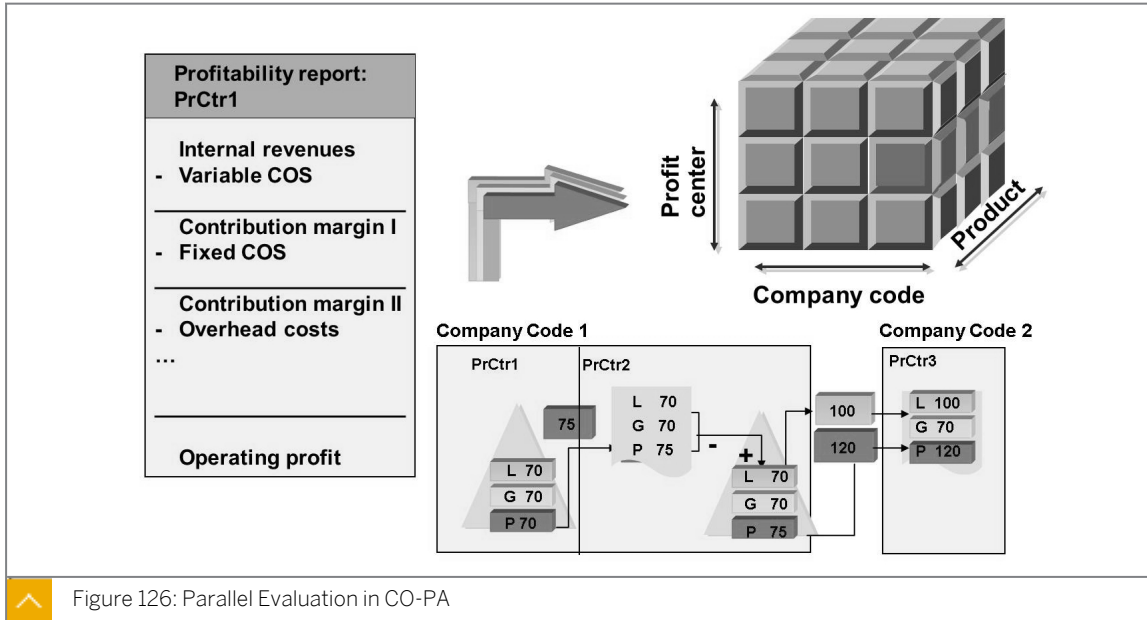 Profitability report:
PrCtr1
Internal revenues
- Variable COS
Contribution margin I
- Fixed COS
Contribution margin II
- Overhead costs
...
Operating profit
Profit
center
Product
Company code
Company Code 1
PrCtr1
PrCtr2
75
L 70
G 70
P 70
L 70
G 70
P 75
-
+
L 70
G 70
P 75
100
120
Company Code 2
PrCtr3
L 100
G 70
P 120
Figure 126: Parallel Evaluation in CO-PA